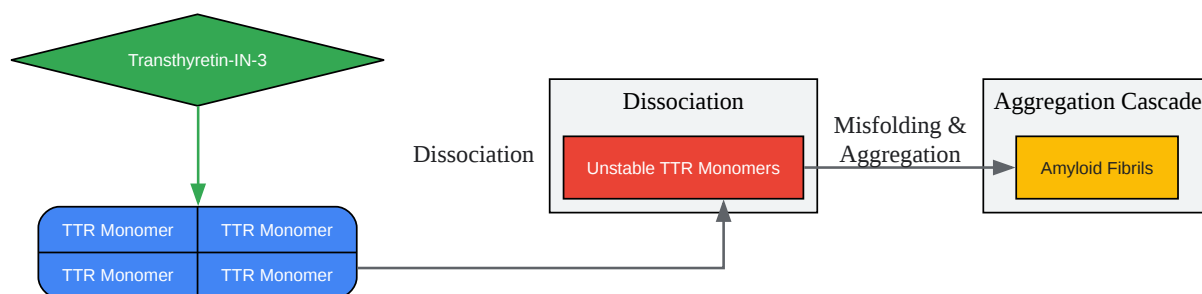 Transthyretin-IN-3
TTR Monomer
TTR Monomer
TTR Monomer
TTR Monomer
Dissociation
Dissociation
Unstable TTR Monomers
Misfolding &
Aggregation
Aggregation Cascade
Amyloid Fibrils